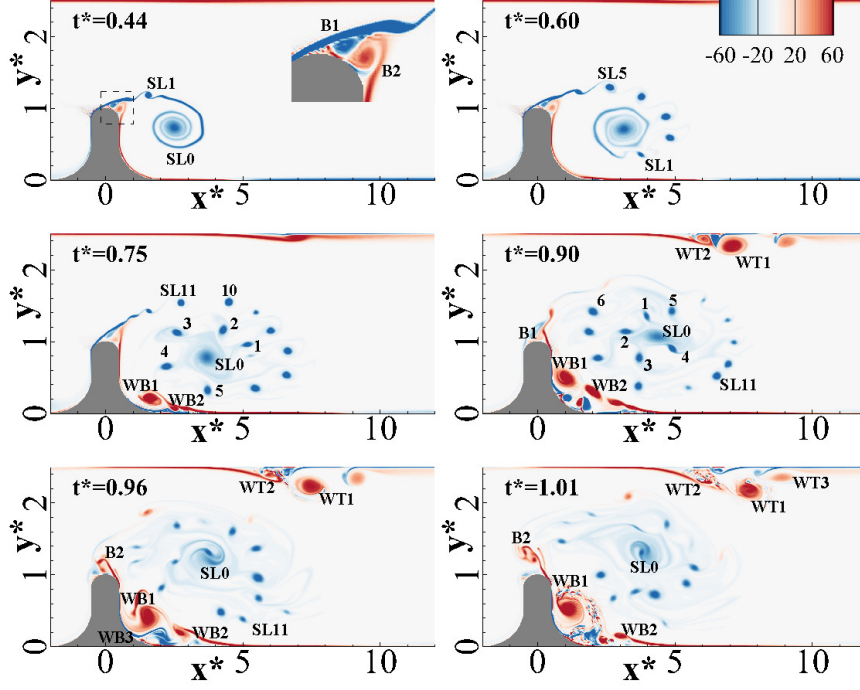 t*=0.44
B1
B2
SL1
SL0
y*
2
1
0
0
5
10
x*
t*=0.60
-60
-20
20
60
SL5
SL1
y*
2
1
0
0
5
10
x*
t*=0.75
SL11
10
3
2
1
4
SL0
5
WB1
WB2
y*
2
1
0
0
5
10
x*
t*=0.90
WT2
WT1
6
1
5
B1
SL0
2
WB1
3
4
WB2
SL11
y*
2
1
0
0
5
10
x*
t*=0.96
WT2
WT1
B2
SL0
WB1
WB3
WB2
SL11
y*
2
1
0
0
5
10
x*
t*=1.01
WT2
WT3
WT1
B2
SL0
WB1
WB2
y*
2
1
0
0
5
10
x*